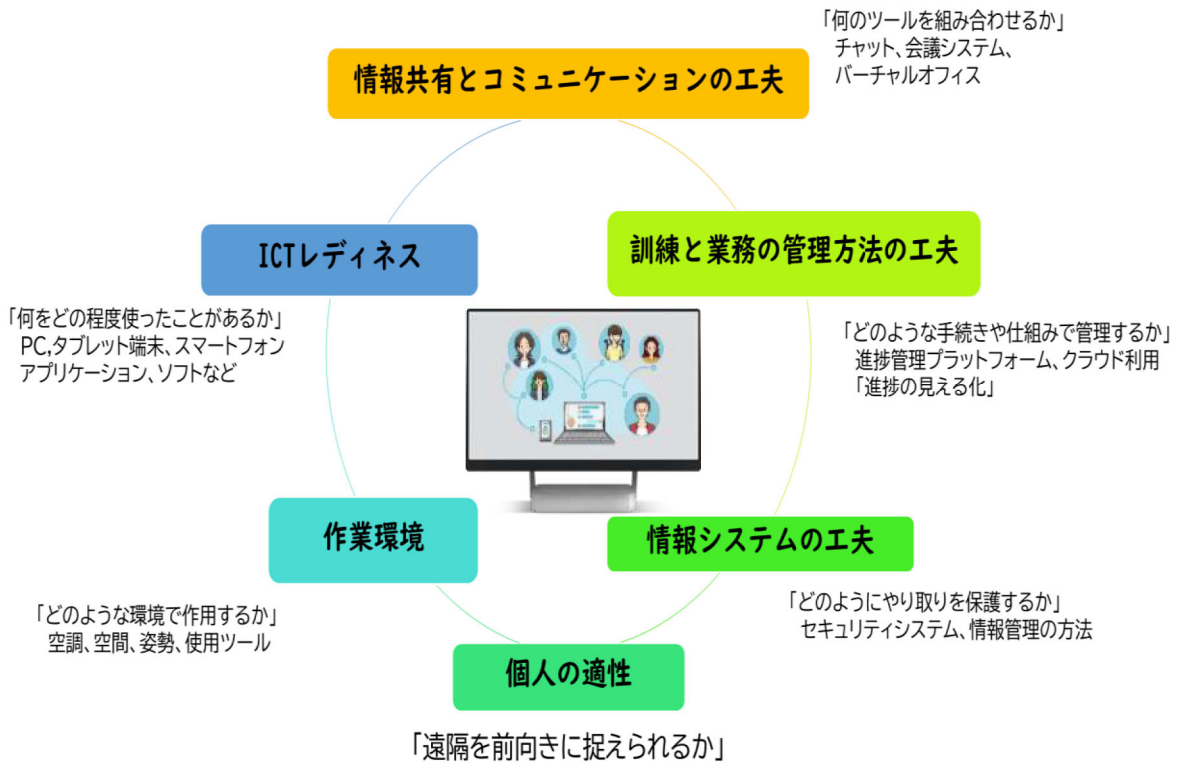 「何のツールを組み合わせるか」
チャット、会議システム、
バーチャルオフィス
情報共有とコミュニケーションの工夫
訓練と業務の管理方法の工夫
「どのような手続きや仕組みで管理するか」
進捗管理プラットフォーム、クラウド利用
「進捗の見える化」
情報システムの工夫
「どのようにやり取りを保護するか」
セキュリティシステム、情報管理の方法
個人の適性
「遠隔を前向きに捉えられるか」
作業環境
「どのような環境で作用するか」
空調、空間、姿勢、使用ツール
ICTレディネス
「何をどの程度使ったことがあるか」
PC,タブレット端末、スマートフォン
アプリケーション、ソフトなど